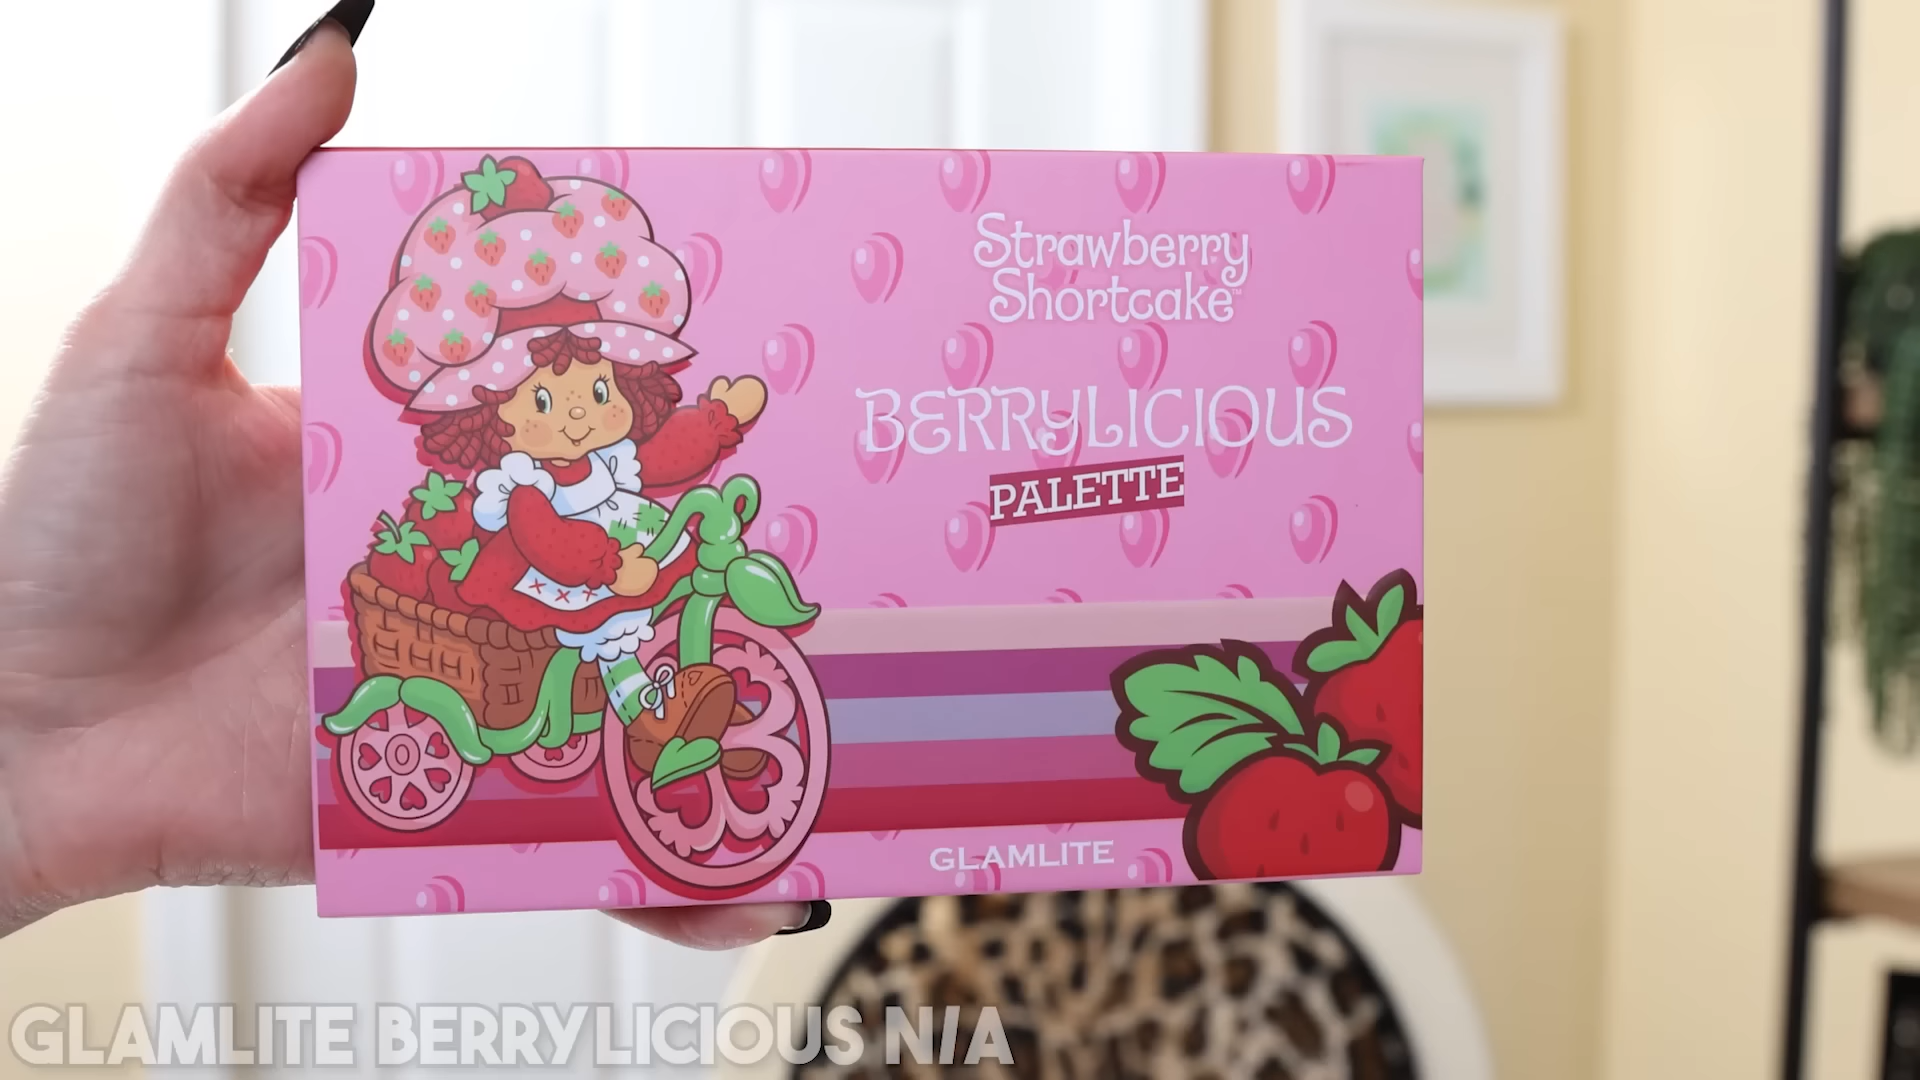 Strawberry
Shortcake™
BERRYLICIOUS
PALETTE
GLAMLITE
GLAMLITE BERRYLICIOUS N/A